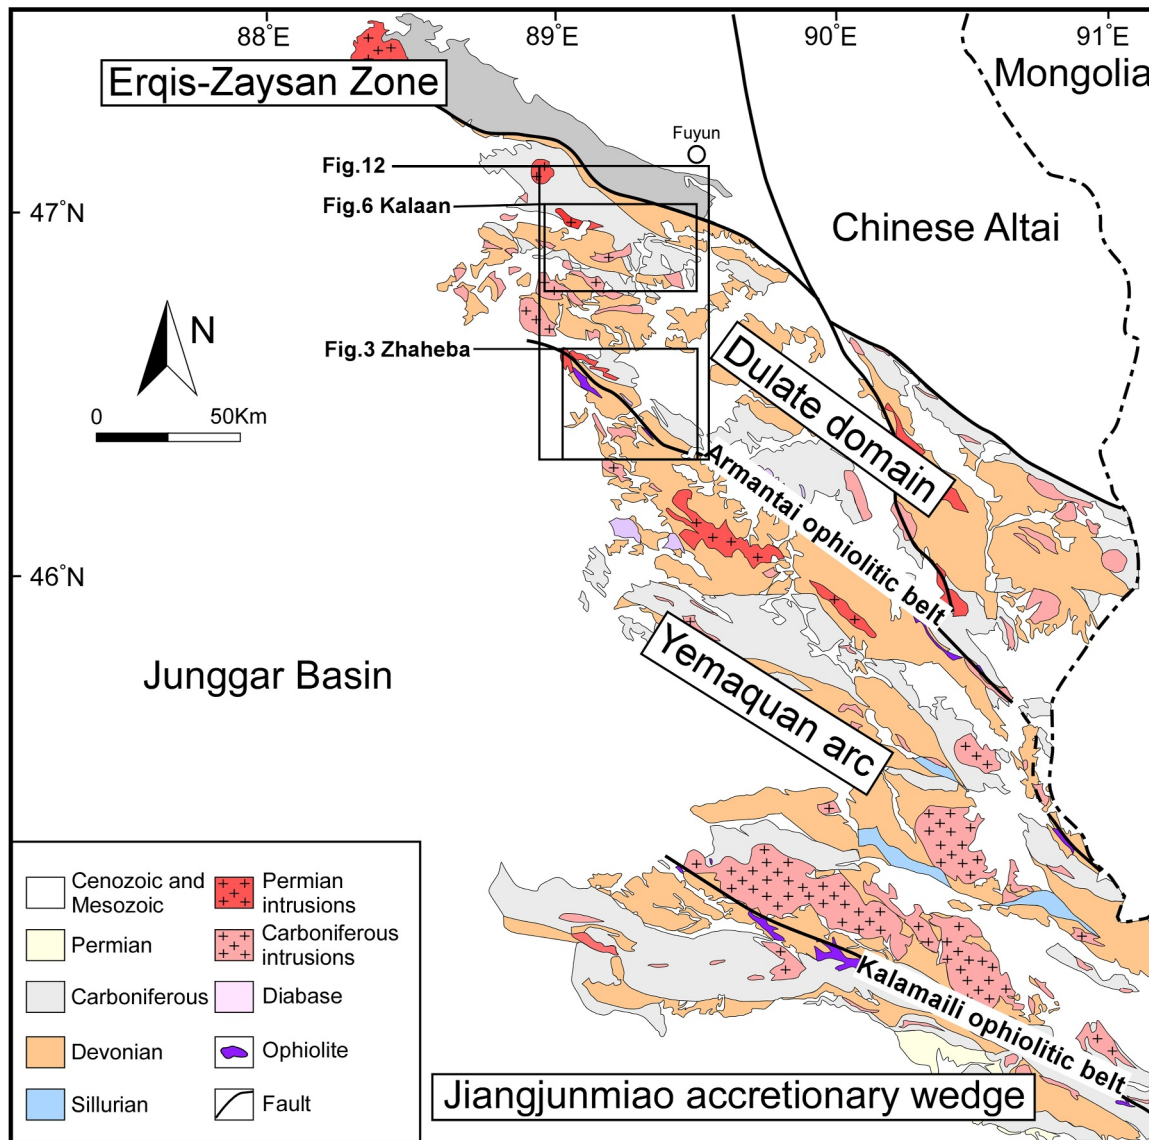 88°E
89°E
90°E
91°E
Mongolia
Erqis-Zaysan Zone
Fuyun
Fig.12
Fig.6 Kalaan
47°N
Chinese Altai
N
Fig.3 Zhaheba
0
50Km
Dulate domain
Armantai ophiolitic belt
46°N
Yemaquan arc
Junggar Basin
Kalamaili ophiolitic belt
Jiangjunmiao accretionary wedge
Cenozoic and
Mesozoic
Permian
Carboniferous
Devonian
Sillurian
Permian
intrusions
Carboniferous
intrusions
Diabase
Ophiolite
Fault